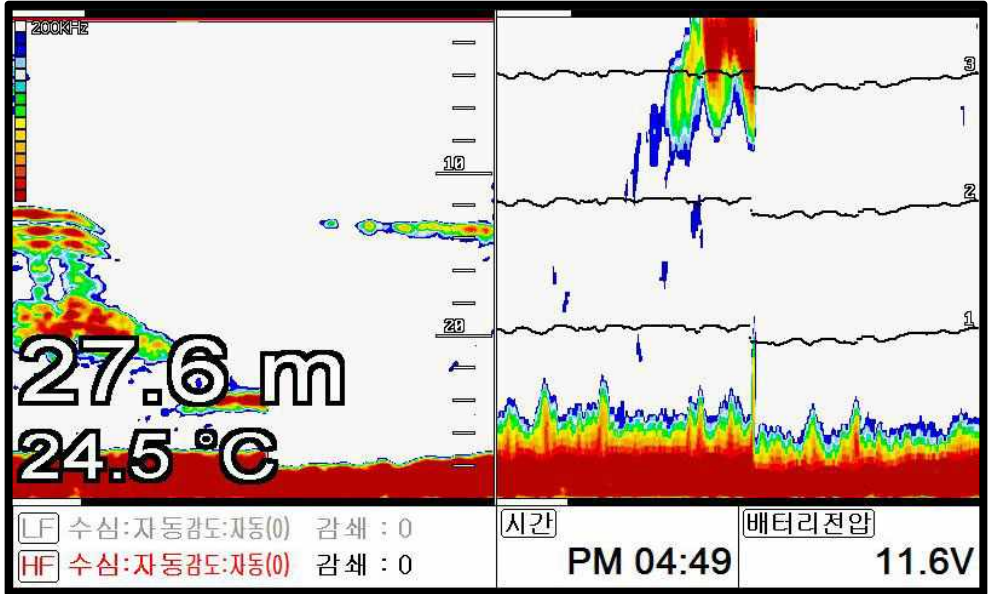 200KHz
10
20
27.6 m
24.5 °C
3
2
1
LF 수심:자동감도:자동(0) 감쇄 : 0
HF 수심:자동감도:자동(0) 감쇄 : 0
시간
PM 04:49
배터리전압
11.6V